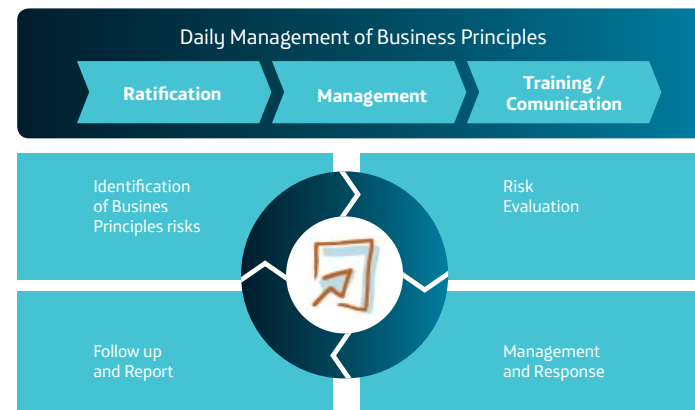 Daily Management of Business Principles
Ratification
Management
Training /
Comunication
Identification
of Busines
Principles risks
Risk
Evaluation
Follow up
and Report
Management
and Response